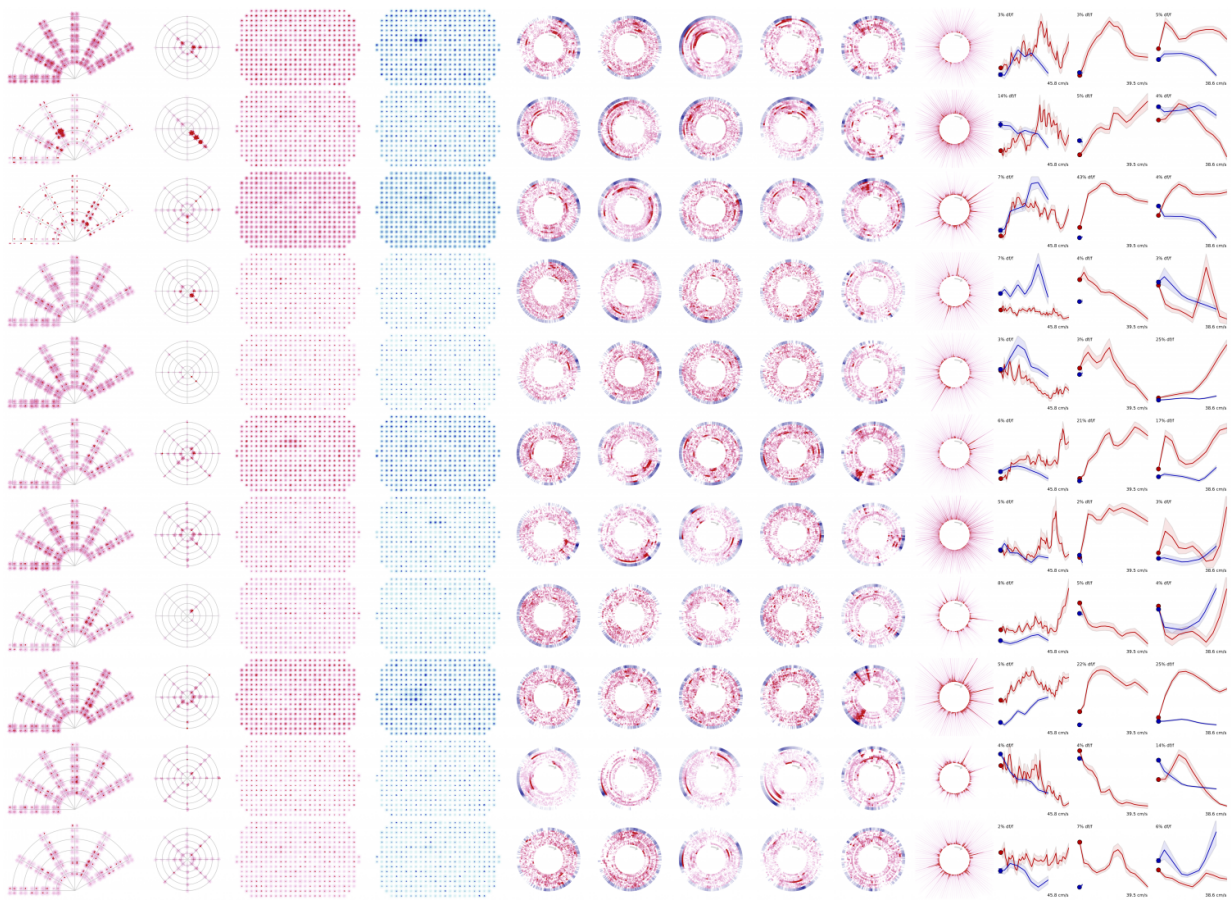 3% df/f 3% df/f 5% df/f
45.8 cm/s 39.5 cm/s 38.6 cm/s
14% df/f 5% df/f 4% df/f
45.8 cm/s 39.5 cm/s 38.6 cm/s
7% df/f 43% df/f 4% df/f
45.8 cm/s 39.5 cm/s 38.6 cm/s
7% df/f 4% df/f 3% df/f
45.8 cm/s 39.5 cm/s 38.6 cm/s
3% df/f 3% df/f 25% df/f
45.8 cm/s 39.5 cm/s 38.6 cm/s
6% df/f 21% df/f 17% df/f
45.8 cm/s 39.5 cm/s 38.6 cm/s
5% df/f 2% df/f 3% df/f
45.8 cm/s 39.5 cm/s 38.6 cm/s
8% df/f 5% df/f 4% df/f
45.8 cm/s 39.5 cm/s 38.6 cm/s
5% df/f 22% df/f 25% df/f
45.8 cm/s 39.5 cm/s 38.6 cm/s
4% df/f 4% df/f 14% df/f
45.8 cm/s 39.5 cm/s 38.6 cm/s
2% df/f 7% df/f 6% df/f
45.8 cm/s 39.5 cm/s 38.6 cm/s